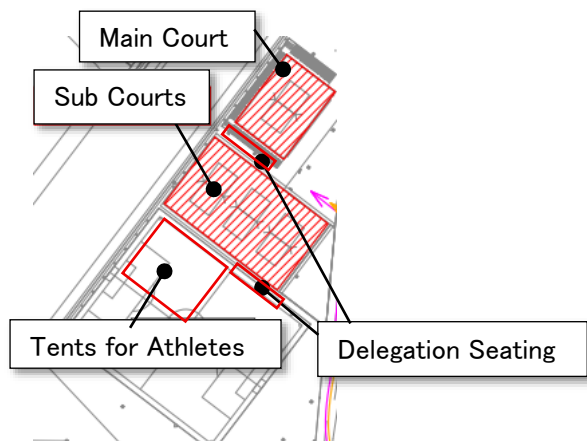 Main Court
Sub Courts
Tents for Athletes
Delegation Seating